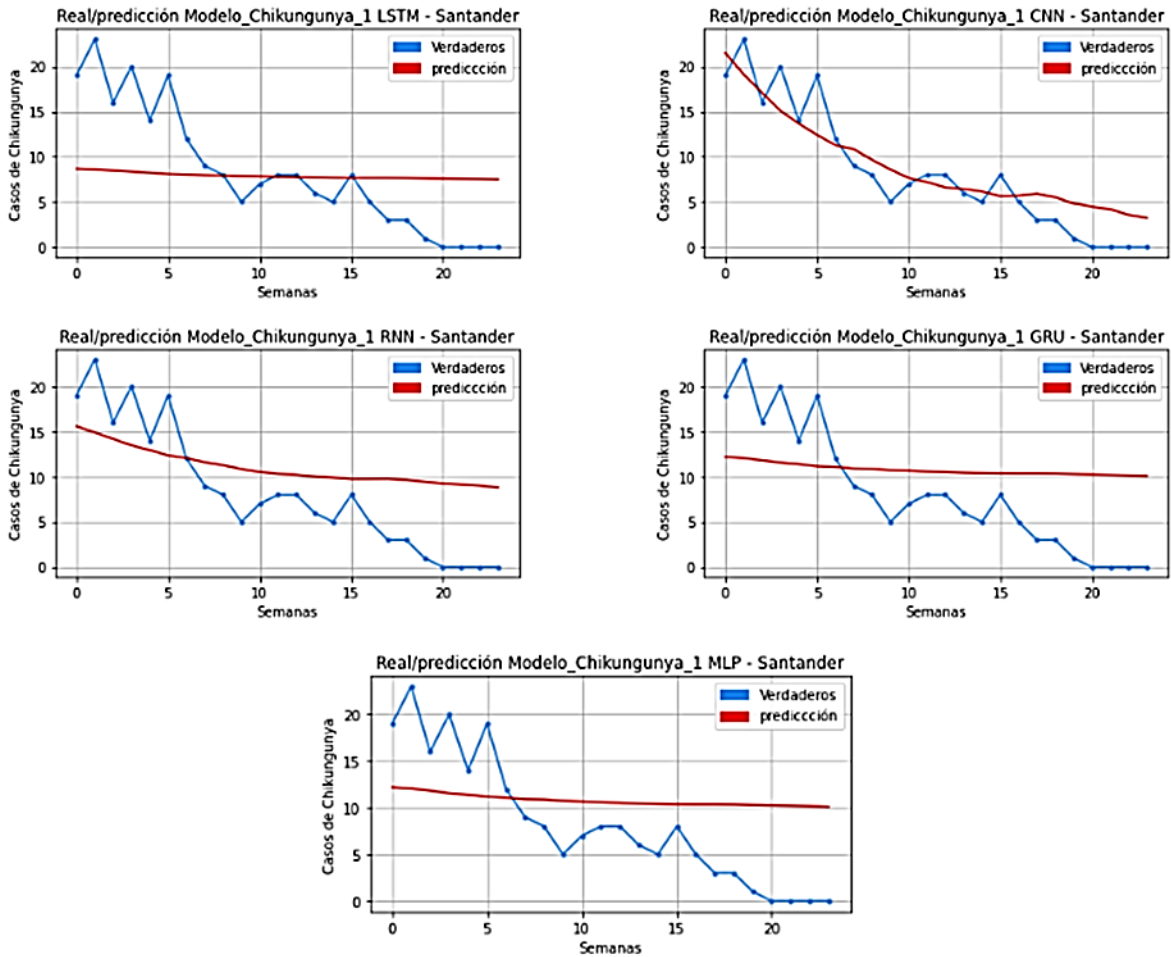 Real/predicción Modelo_Chikungunya_1 LSTM - Santander
Verdaderos
prediccción
Casos de Chikungunya
20
15
10
5
0
0 5 10 15 20
Semanas
Real/predicción Modelo_Chikungunya_1 CNN - Santander
Verdaderos
prediccción
Casos de Chikungunya
20
15
10
5
0
0 5 10 15 20
Semanas
Real/predicción Modelo_Chikungunya_1 RNN - Santander
Verdaderos
prediccción
Casos de Chikungunya
20
15
10
5
0
0 5 10 15 20
Semanas
Real/predicción Modelo_Chikungunya_1 GRU - Santander
Verdaderos
prediccción
Casos de Chikungunya
20
15
10
5
0
0 5 10 15 20
Semanas
Real/predicción Modelo_Chikungunya_1 MLP - Santander
Verdaderos
prediccción
Casos de Chikungunya
20
15
10
5
0
0 5 10 15 20
Semanas